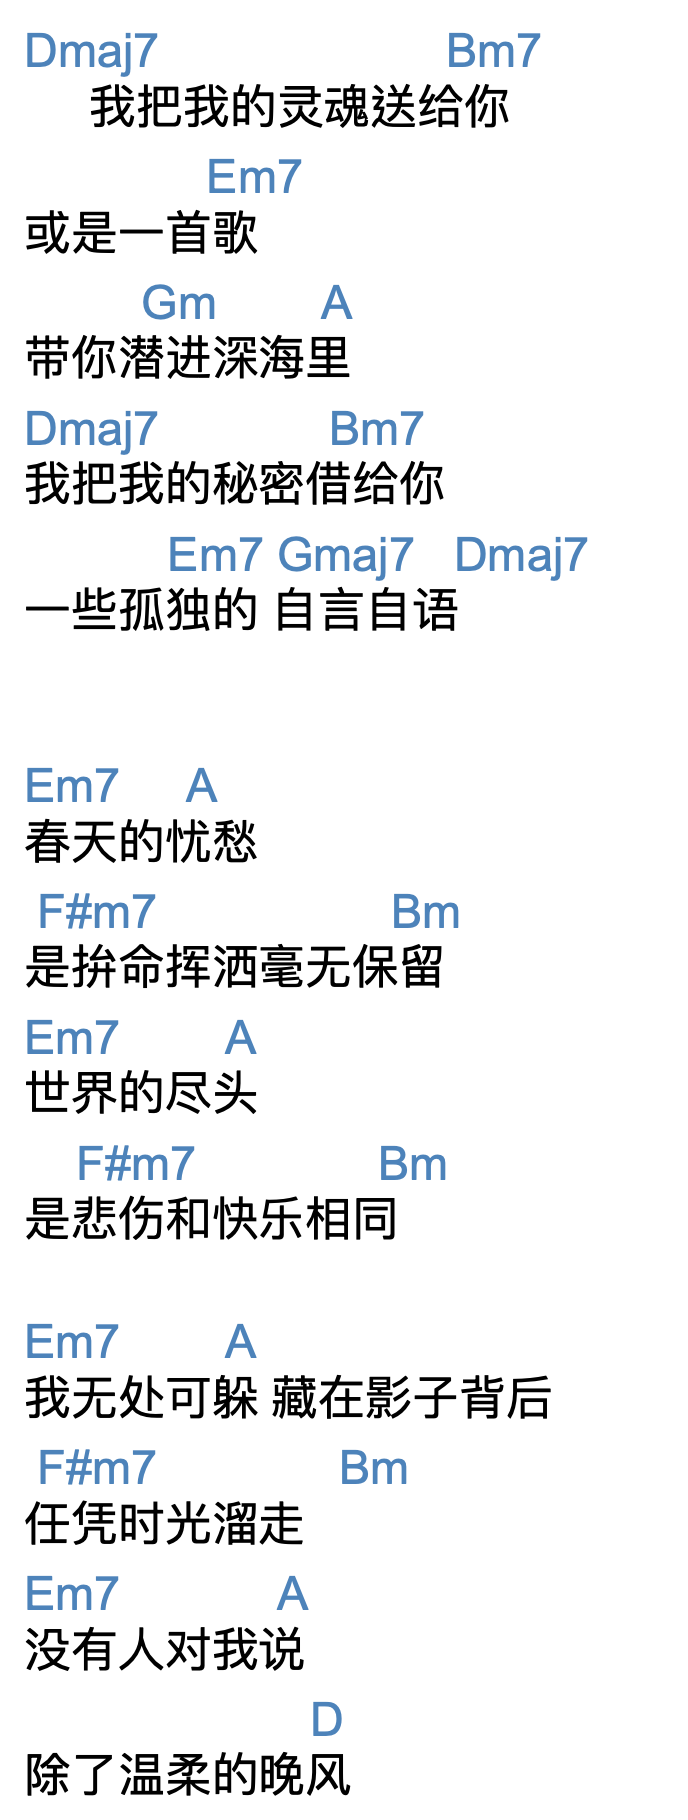 Dmaj7 Bm7
我把我的灵魂送给你
Em7
或是一首歌
Gm A
带你潜进深海里
Dmaj7 Bm7
我把我的秘密借给你
Em7 Gmaj7 Dmaj7
一些孤独的 自言自语
Em7 A
春天的忧愁
F#m7 Bm
是拚命挥洒毫无保留
Em7 A
世界的尽头
F#m7 Bm
是悲伤和快乐相同
Em7 A
我无处可躲 藏在影子背后
F#m7 Bm
任凭时光溜走
Em7 A
没有人对我说
D
除了温柔的晚风